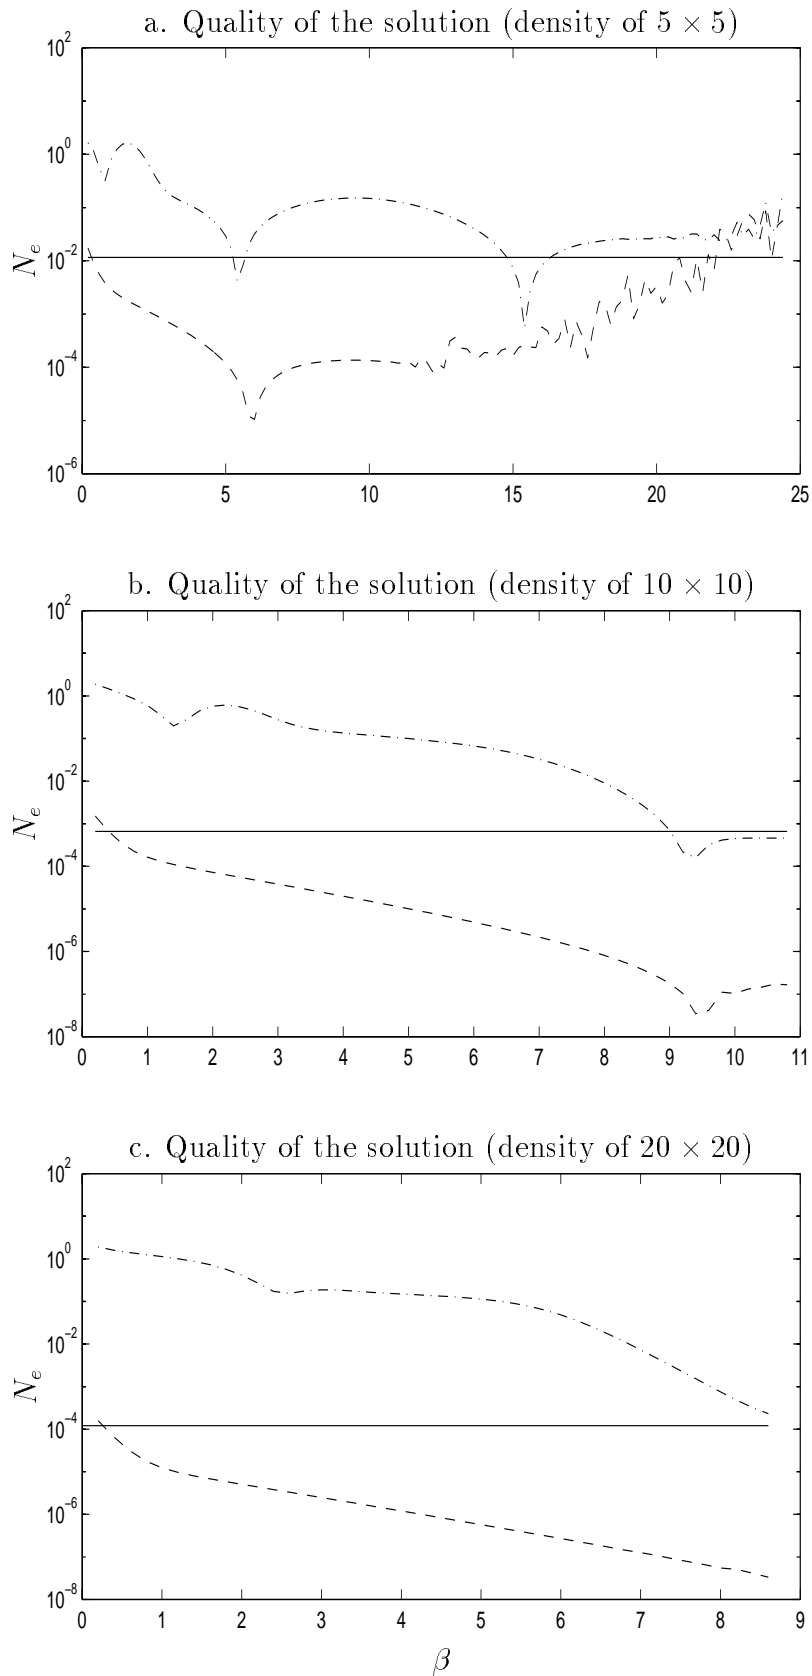 a. Quality of the solution (density of 5 × 5)
10^2
10^0
10^−2
10^−4
10^−6
N_e
0 5 10 15 20 25
b. Quality of the solution (density of 10 × 10)
10^2
10^0
10^−2
10^−4
10^−6
10^−8
N_e
0 1 2 3 4 5 6 7 8 9 10 11
c. Quality of the solution (density of 20 × 20)
10^2
10^0
10^−2
10^−4
10^−6
10^−8
N_e
0 1 2 3 4 5 6 7 8 9
β